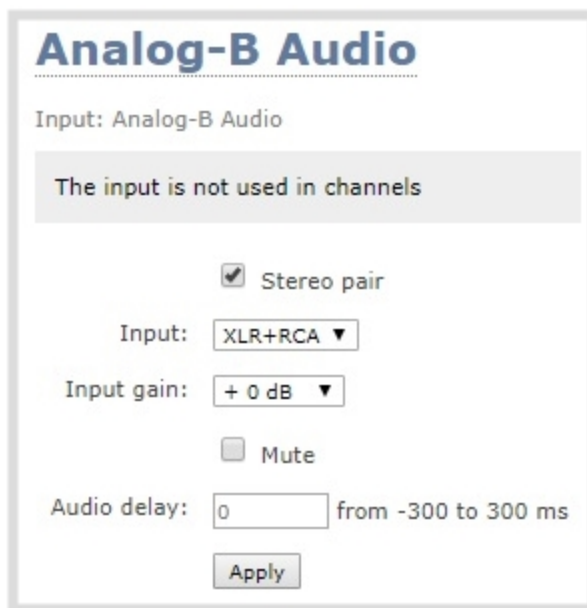 Analog-B Audio
Input: Analog-B Audio
The input is not used in channels
Stereo pair
Input: XLR+RCA
Input gain: + 0 dB
Mute
Audio delay: 0 from -300 to 300 ms
Apply